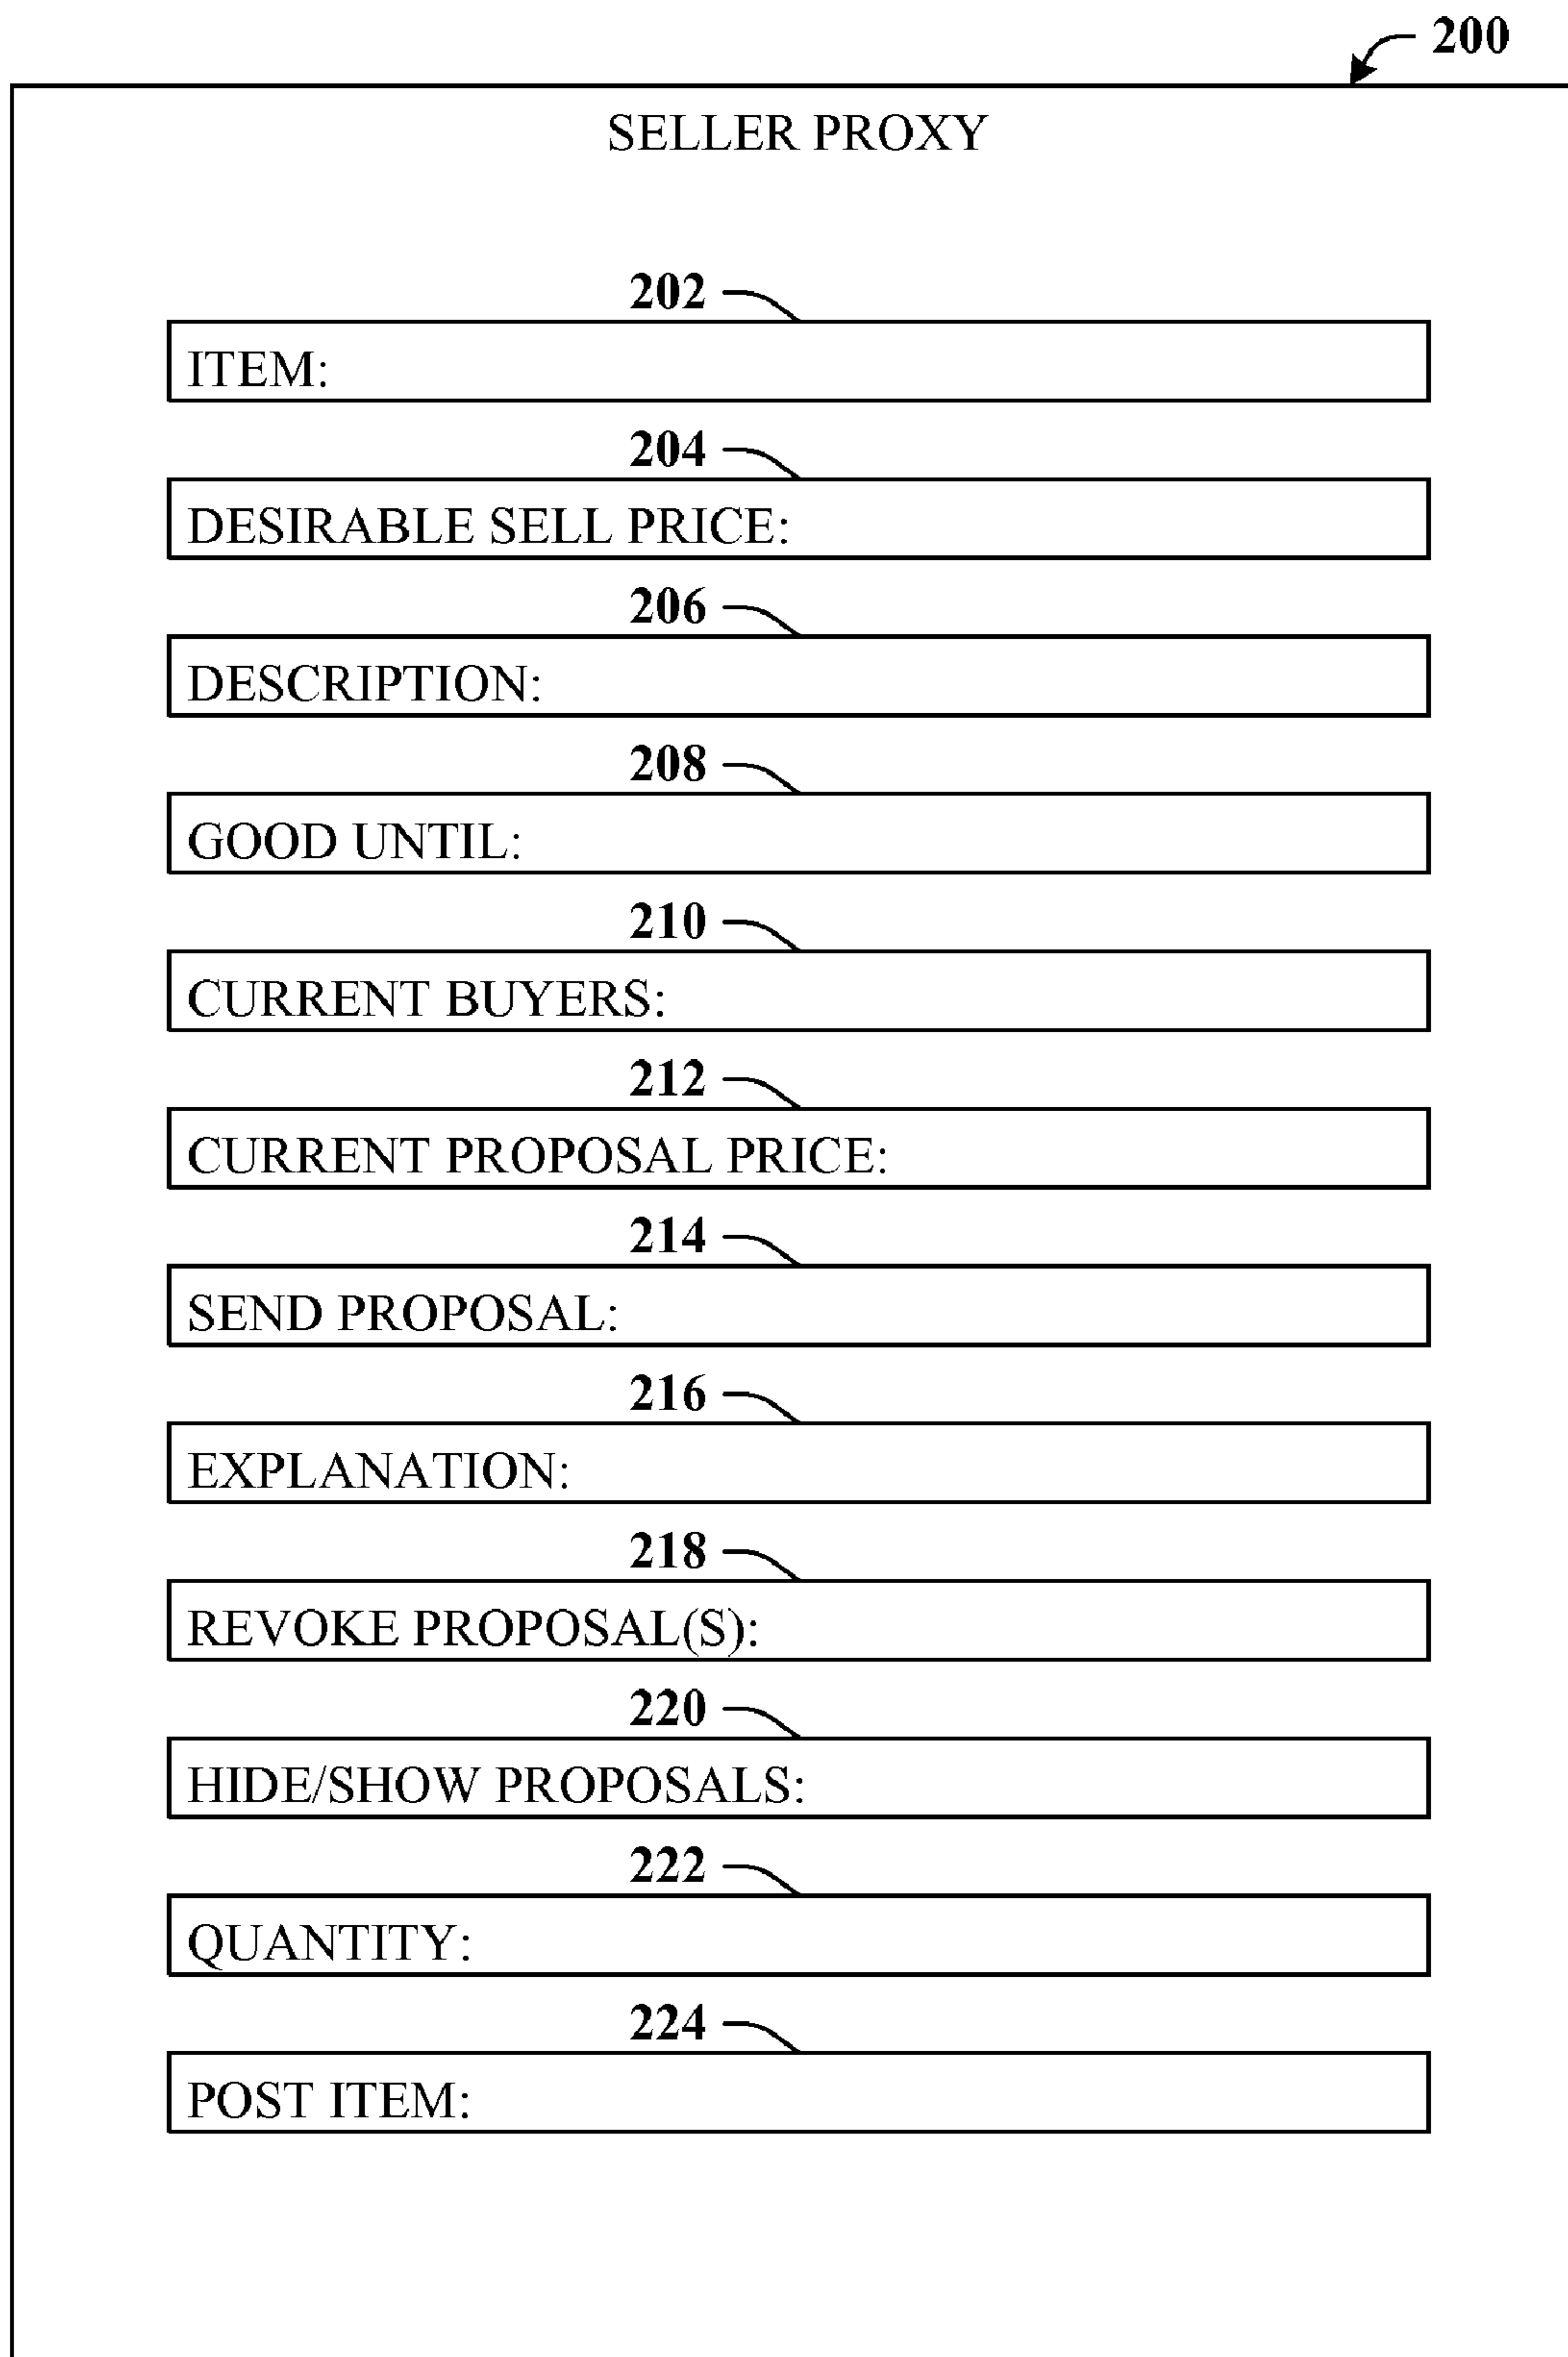 200
SELLER PROXY
202
ITEM:
204
DESIRABLE SELL PRICE:
206
DESCRIPTION:
208
GOOD UNTIL:
210
CURRENT BUYERS:
212
CURRENT PROPOSAL PRICE:
214
SEND PROPOSAL:
216
EXPLANATION:
218
REVOKE PROPOSAL(S):
220
HIDE/SHOW PROPOSALS:
222
QUANTITY:
224
POST ITEM: